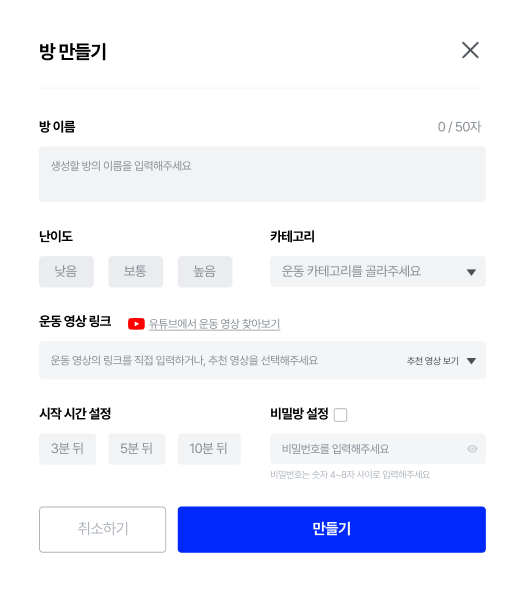 방 만들기
방 이름
0 / 50자
생성할 방의 이름을 입력해주세요
난이도
카테고리
낮음
보통
높음
운동 카테고리를 골라주세요
운동 영상 링크
유튜브에서 운동 영상 찾아보기
운동 영상의 링크를 직접 입력하거나, 추천 영상을 선택해주세요
추천 영상 보기
시작 시간 설정
비밀방 설정
3분 뒤
5분 뒤
10분 뒤
비밀번호를 입력해주세요
비밀번호는 숫자 4~8자 사이로 입력해주세요
취소하기
만들기